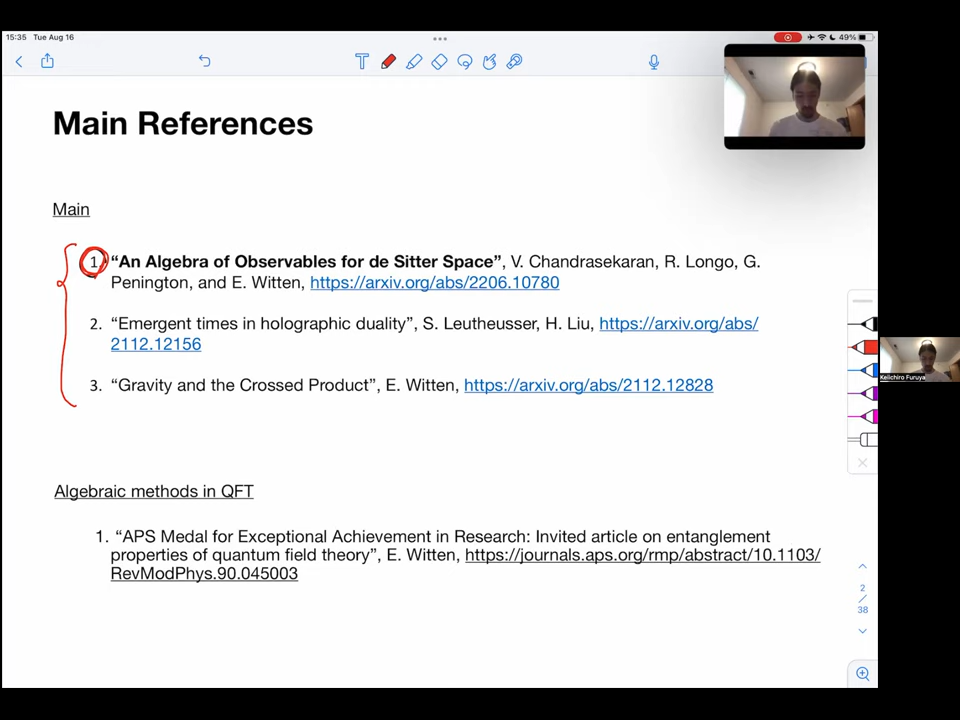 15:35 Tue Aug 16
49%
Main References
Main
1. “An Algebra of Observables for de Sitter Space”, V. Chandrasekaran, R. Longo, G.
Penington, and E. Witten, https://arxiv.org/abs/2206.10780
2. “Emergent times in holographic duality”, S. Leutheusser, H. Liu, https://arxiv.org/abs/
2112.12156
3. “Gravity and the Crossed Product”, E. Witten, https://arxiv.org/abs/2112.12828
Algebraic methods in QFT
1. “APS Medal for Exceptional Achievement in Research: Invited article on entanglement
properties of quantum field theory”, E. Witten, https://journals.aps.org/rmp/abstract/10.1103/
RevModPhys.90.045003
Keiichiro Furuya
2
/
38